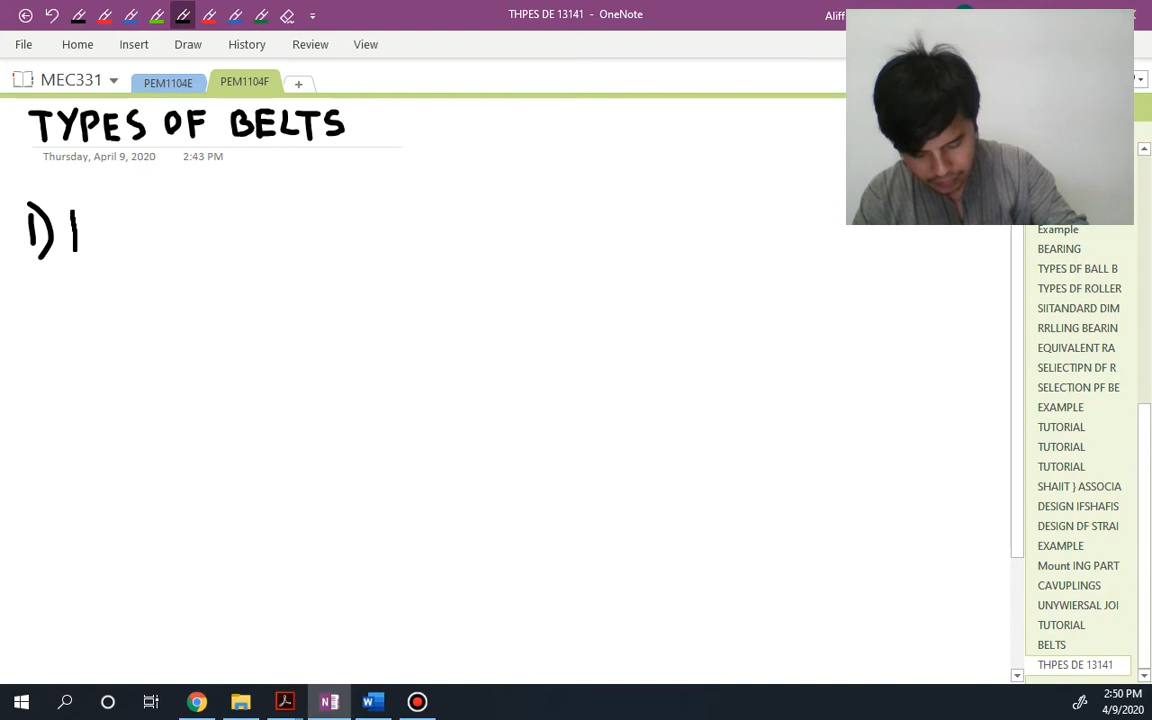 THPES DE 13141 - OneNote
Aliff
File Home Insert Draw History Review View
MEC331 PEM1104E PEM1104F +
TYPES OF BELTS
Thursday, April 9, 2020 2:43 PM
Example
BEARING
TYPES DF BALL B
TYPES DF ROLLER
SIITANDARD DIM
RRLLING BEARIN
EQUIVALENT RA
SELIECTIPN DF R
SELECTION PF BE
EXAMPLE
TUTORIAL
TUTORIAL
TUTORIAL
SHAIIT } ASSOCIA
DESIGN IFSHAFIS
DESIGN DF STRAI
EXAMPLE
Mount ING PART
CAVUPLINGS
UNYWIERSAL JOI
TUTORIAL
BELTS
THPES DE 13141
2:50 PM
4/9/2020